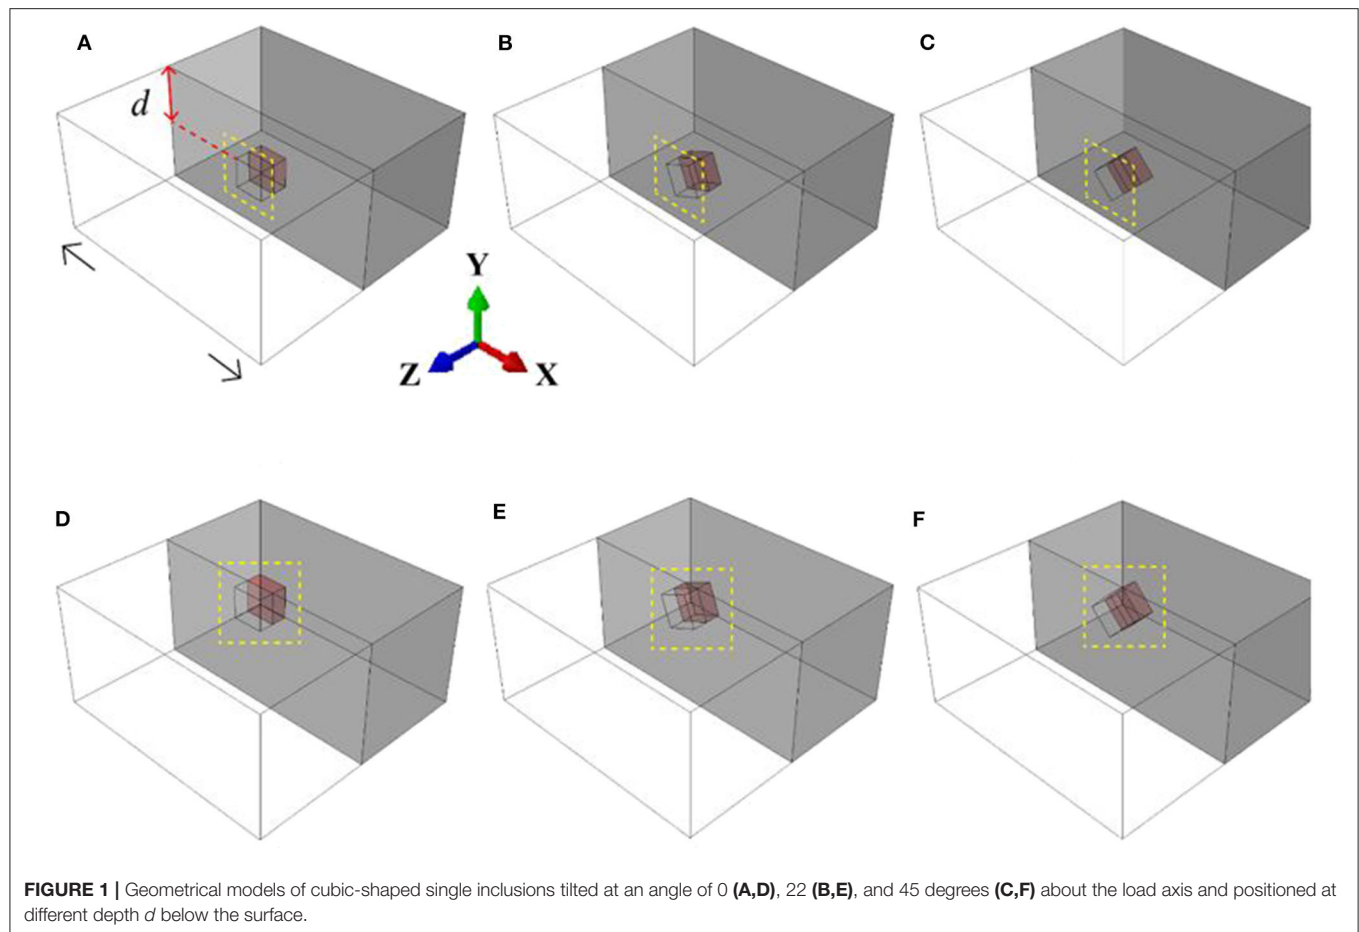 A
B
C
d
Y
Z
X
D
E
F
FIGURE 1 | Geometrical models of cubic-shaped single inclusions tilted at an angle of 0 (A,D), 22 (B,E), and 45 degrees (C,F) about the load axis and positioned at
different depth d below the surface.